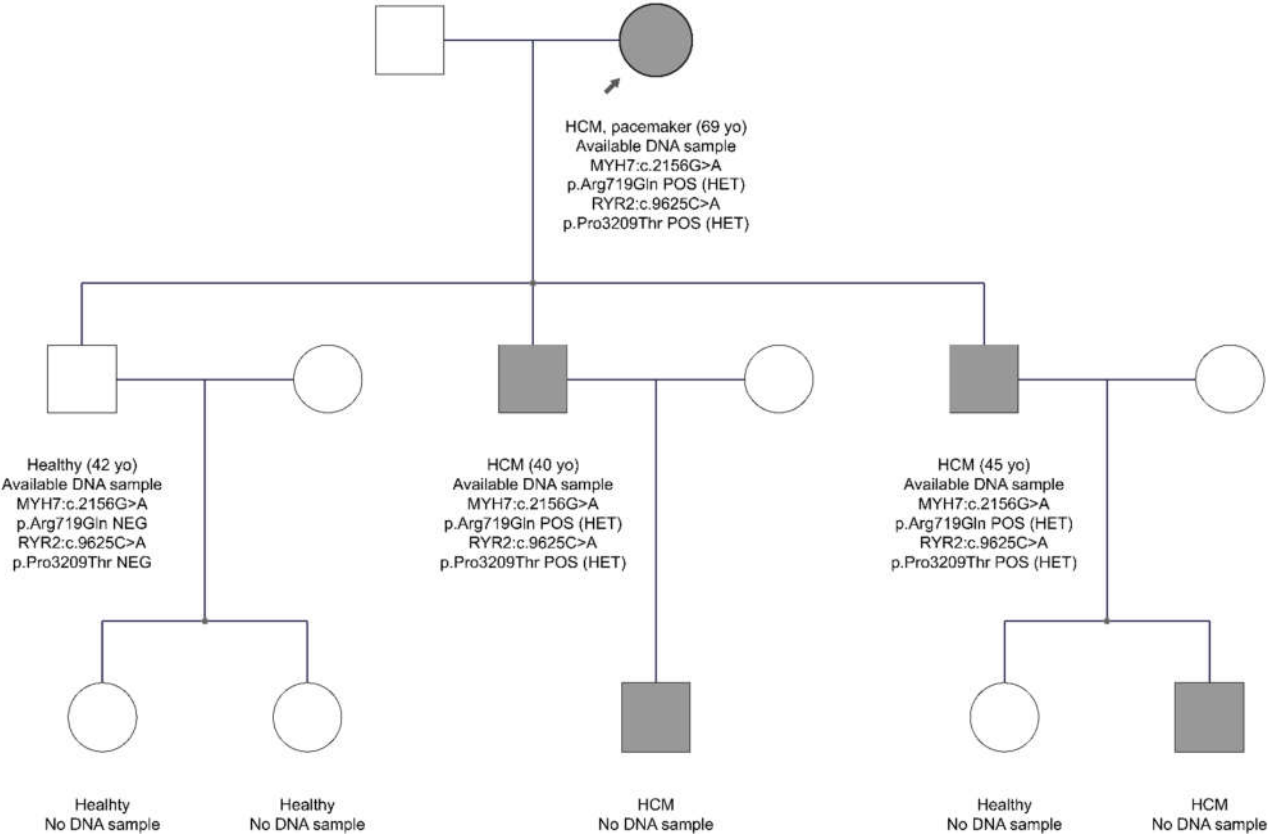 HCM, pacemaker (69 yo)
Available DNA sample
MYH7:c.2156G>A
p.Arg719Gln POS (HET)
RYR2:c.9625C>A
p.Pro3209Thr POS (HET)
Healthy (42 yo)
Available DNA sample
MYH7:c.2156G>A
p.Arg719Gln NEG
RYR2:c.9625C>A
p.Pro3209Thr NEG
HCM (40 yo)
Available DNA sample
MYH7:c.2156G>A
p.Arg719Gln POS (HET)
RYR2:c.9625C>A
p.Pro3209Thr POS (HET)
HCM (45 yo)
Available DNA sample
MYH7:c.2156G>A
p.Arg719Gln POS (HET)
RYR2:c.9625C>A
p.Pro3209Thr POS (HET)
Healhty
No DNA sample
Healthy
No DNA sample
HCM
No DNA sample
Healthy
No DNA sample
HCM
No DNA sample